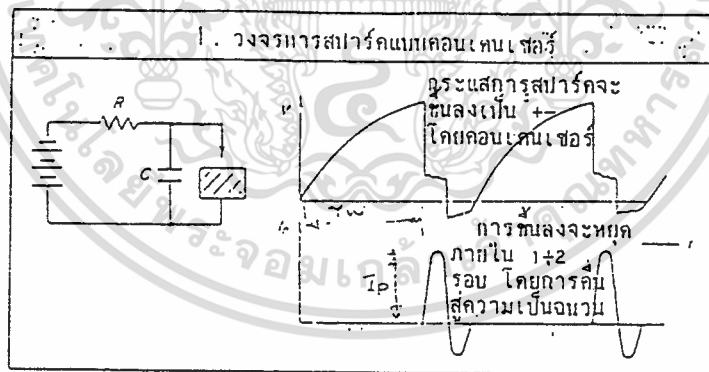 1. วงจรการสปาร์คแบบคอนเดนเซอร์
R
C
V
กระแสการสปาร์คจะ
ขึ้นลงเป็น +-
โดยคอนเดนเซอร์
Tw
การขึ้นลงจะหยุด
ภายใน 1÷2
รอบ โดยการคืน
สู่ความเป็นฉนวน
Ip
t